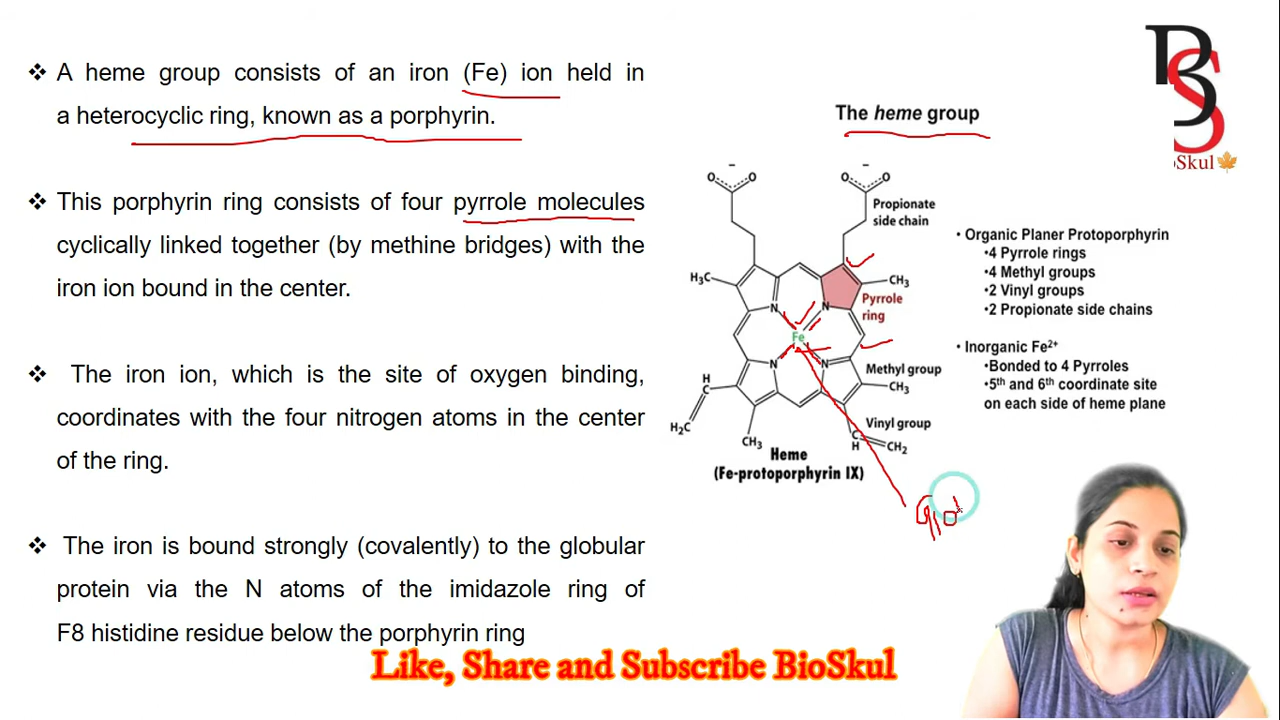 ❖ A heme group consists of an iron (Fe) ion held in
a heterocyclic ring, known as a porphyrin.
❖ This porphyrin ring consists of four pyrrole molecules
cyclically linked together (by methine bridges) with the
iron ion bound in the center.
❖ The iron ion, which is the site of oxygen binding,
coordinates with the four nitrogen atoms in the center
of the ring.
❖ The iron is bound strongly (covalently) to the globular
protein via the N atoms of the imidazole ring of
F8 histidine residue below the porphyrin ring
The heme group
O O
O O
Propionate
side chain
H₃C
CH₃
N N
Pyrrole
ring
Fe
N N
Methyl group
CH₃
H
C
H₂C
CH₃
Vinyl group
C
H
CH₂
Heme
(Fe-protoporphyrin IX)
• Organic Planer Protoporphyrin
•4 Pyrrole rings
•4 Methyl groups
•2 Vinyl groups
•2 Propionate side chains
• Inorganic Fe²⁺
•Bonded to 4 Pyrroles
•5th and 6th coordinate site
on each side of heme plane
BS
Skul
Like, Share and Subscribe BioSkul